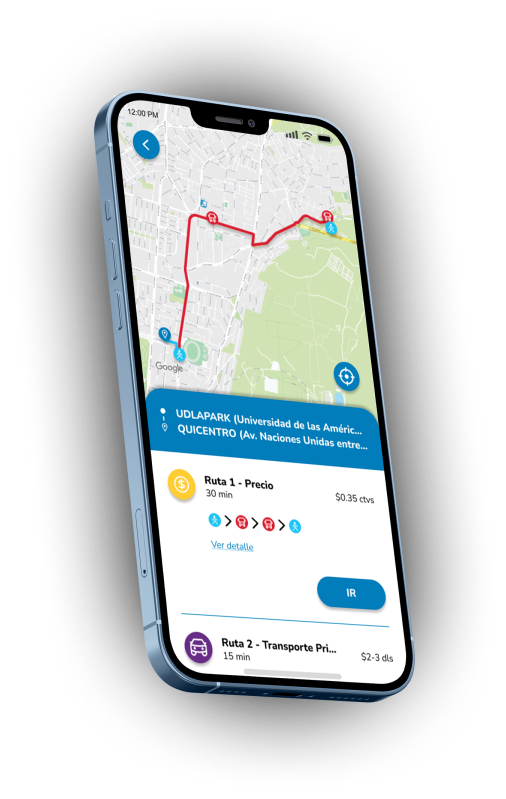 12:00 PM
Google
UDLAPARK (Universidad de las Améric...
QUICENTRO (Av. Naciones Unidas entre...
Ruta 1 - Precio
30 min
$0.35 ctvs
Ver detalle
IR
Ruta 2 - Transporte Pri...
15 min
$2-3 dls